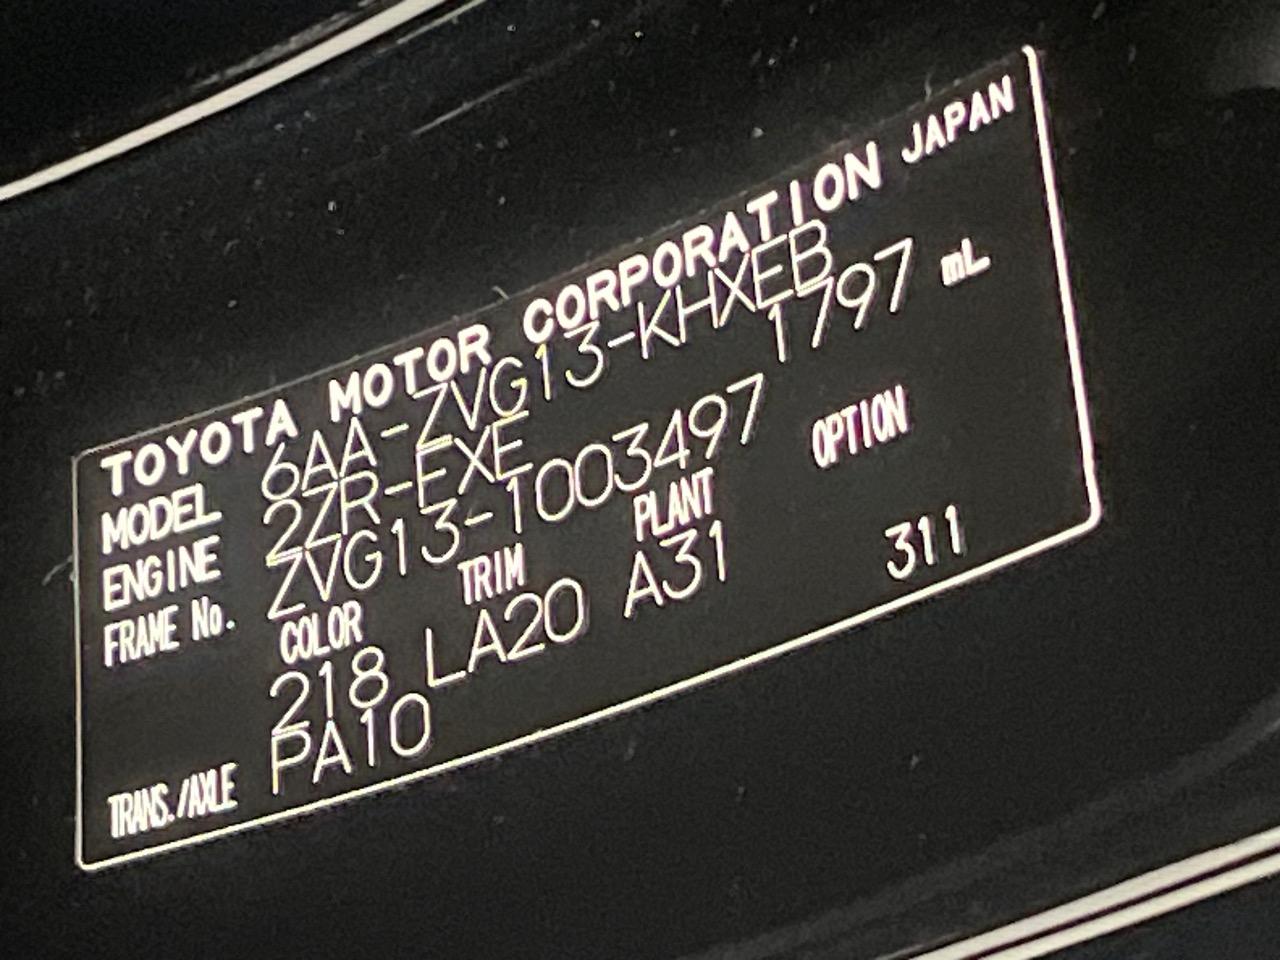 TOYOTA MOTOR CORPORATION JAPAN
MODEL 6AA-ZVG13-KHXEB
ENGINE 2ZR-FXE 1797 mL
FRAME No. ZVG13-1003497
COLOR TRIM PLANT OPTION
218 LA20 A31 311
TRANS./AXLE PA10